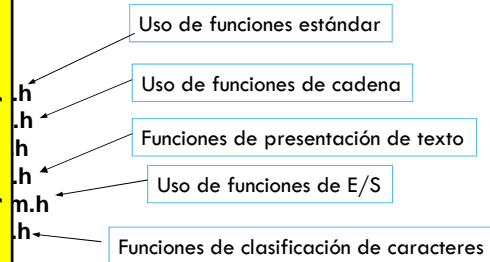 Uso de funciones estándar
.h
Uso de funciones de cadena
.h
h
Funciones de presentación de texto
.h
Uso de funciones de E/S
m.h
.h
Funciones de clasificación de caracteres